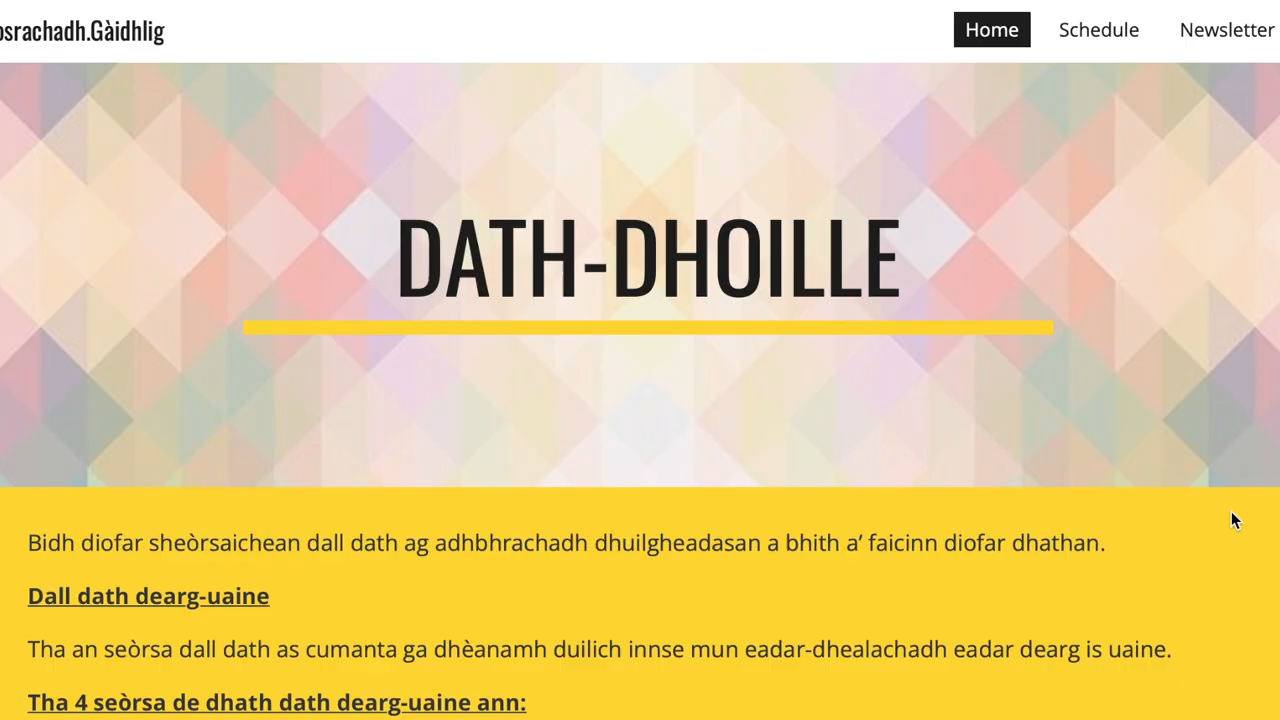 osrachadh.Gàidhlig
Home
Schedule
Newsletter
DATH-DHOILLE
Bidh diofar sheòrsaichean dall dath ag adhbhrachadh dhuilgheadasan a bhith a’ faicinn diofar dhathan.
Dall dath dearg-uaine
Tha an seòrsa dall dath as cumanta ga dhèanamh duilich innse mun eadar-dhealachadh eadar dearg is uaine.
Tha 4 seòrsa de dhath dath dearg-uaine ann: